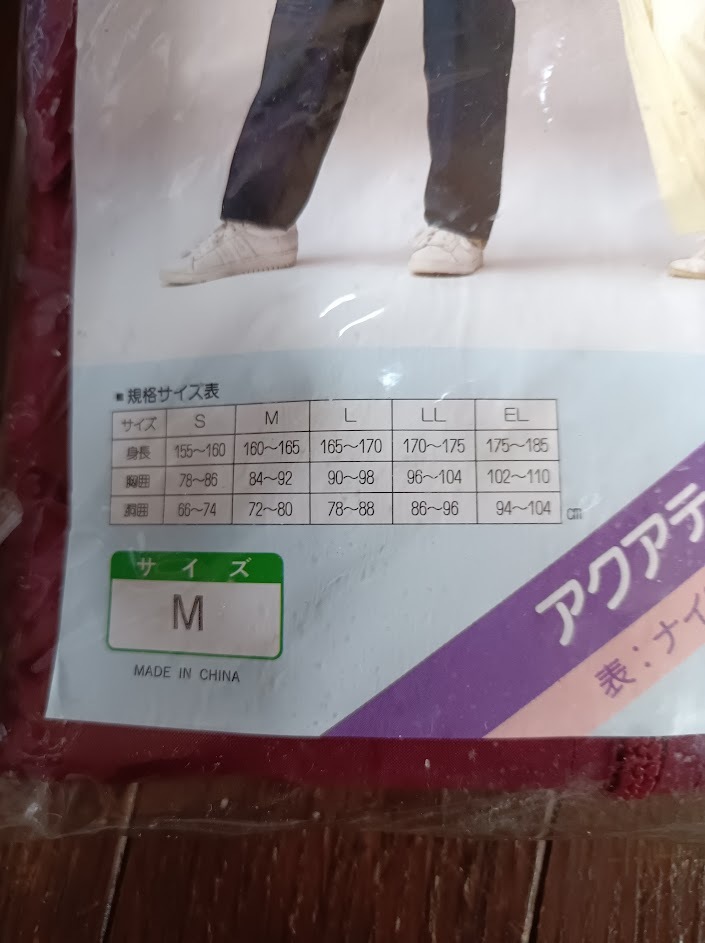 ■規格サイズ表
サイズ S M L LL EL
身長 155～160 160～165 165～170 170～175 175～185
胸囲 78～86 84～92 90～98 96～104 102～110
胴囲 66～74 72～80 78～88 86～96 94～104 cm
サイズ
M
MADE IN CHINA
アクアテ
表：ナイ